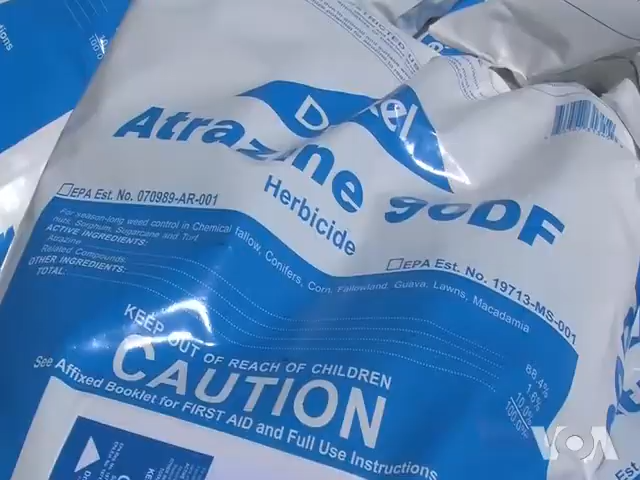 RESTRICTED US
D el
Atrazine 90DF
Herbicide
EPA Est. No. 070989-AR-001
EPA Est. No. 19713-MS-001
For season-long weed control in Chemical fallow, Conifers, Corn, Fallowland, Guava, Lawns, Macadamia
nuts, Sorghum, Sugarcane and Turf
ACTIVE INGREDIENTS:
Atrazine 88.4%
Related Compounds 1.6%
OTHER INGREDIENTS: 10.0%
TOTAL 100.0%
KEEP OUT OF REACH OF CHILDREN
CAUTION
See Affixed Booklet for FIRST AID and Full Use Instructions
VOA